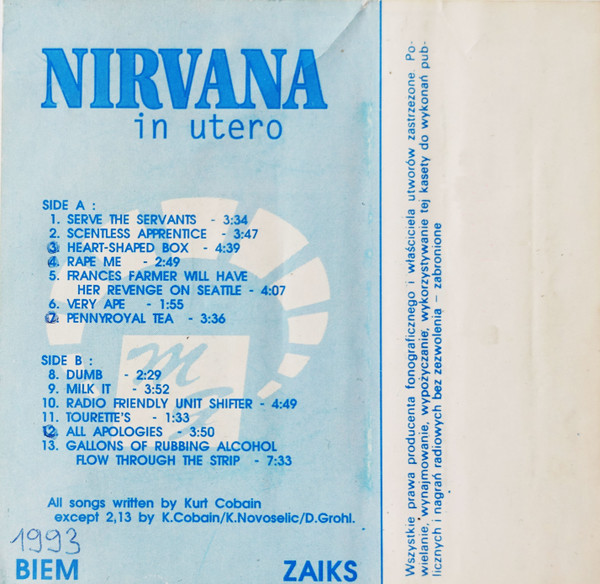 NIRVANA
in utero
SIDE A :
1. SERVE THE SERVANTS - 3:34
2. SCENTLESS APPRENTICE - 3:47
3. HEART-SHAPED BOX - 4:39
4. RAPE ME - 2:49
5. FRANCES FARMER WILL HAVE
HER REVENGE ON SEATTLE - 4:07
6. VERY APE - 1:55
7. PENNYROYAL TEA - 3:36
SIDE B :
8. DUMB - 2:29
9. MILK IT - 3:52
10. RADIO FRIENDLY UNIT SHIFTER - 4:49
11. TOURETTE'S - 1:33
12. ALL APOLOGIES - 3:50
13. GALLONS OF RUBBING ALCOHOL
FLOW THROUGH THE STRIP - 7:33
All songs written by Kurt Cobain
except 2,13 by K.Cobain/K.Novoselic/D.Grohl.
1993
BIEM ZAIKS
Wszystkie prawa producenta fonograficznego i właściciela utworów zastrzeżone. Po-
wielanie, wynajmowanie, wypożyczanie, wykorzystywanie tej kasety do wykonań pub-
licznych i nagrań radiowych bez zezwolenia – zabronione